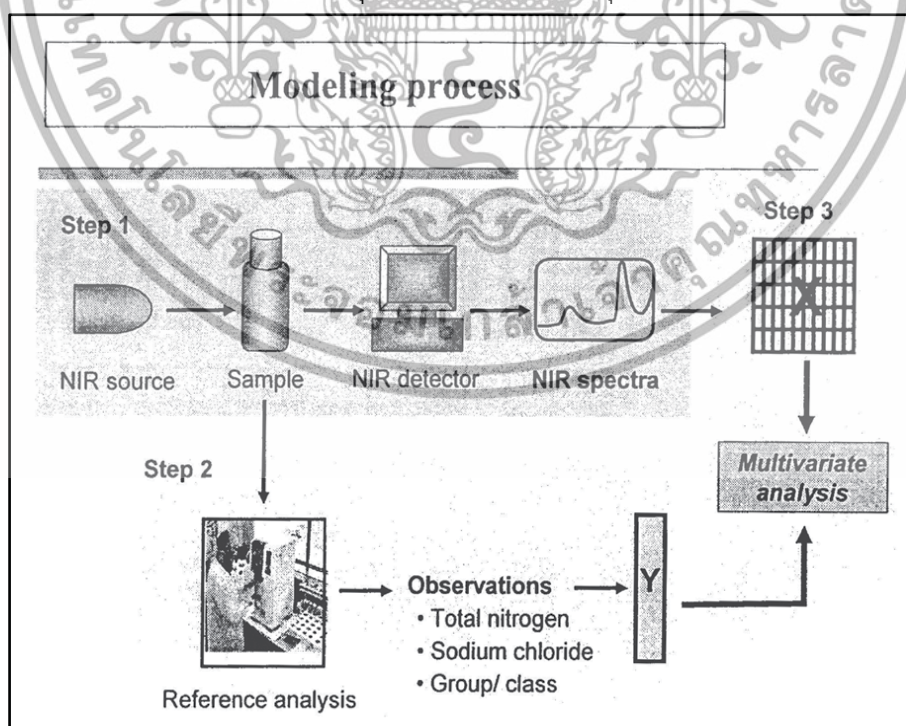 Modeling process
Step 1
Step 3
X
NIR source
Sample
NIR detector
NIR spectra
Step 2
Multivariate
analysis
Observations
• Total nitrogen
• Sodium chloride
• Group/ class
Y
Reference analysis